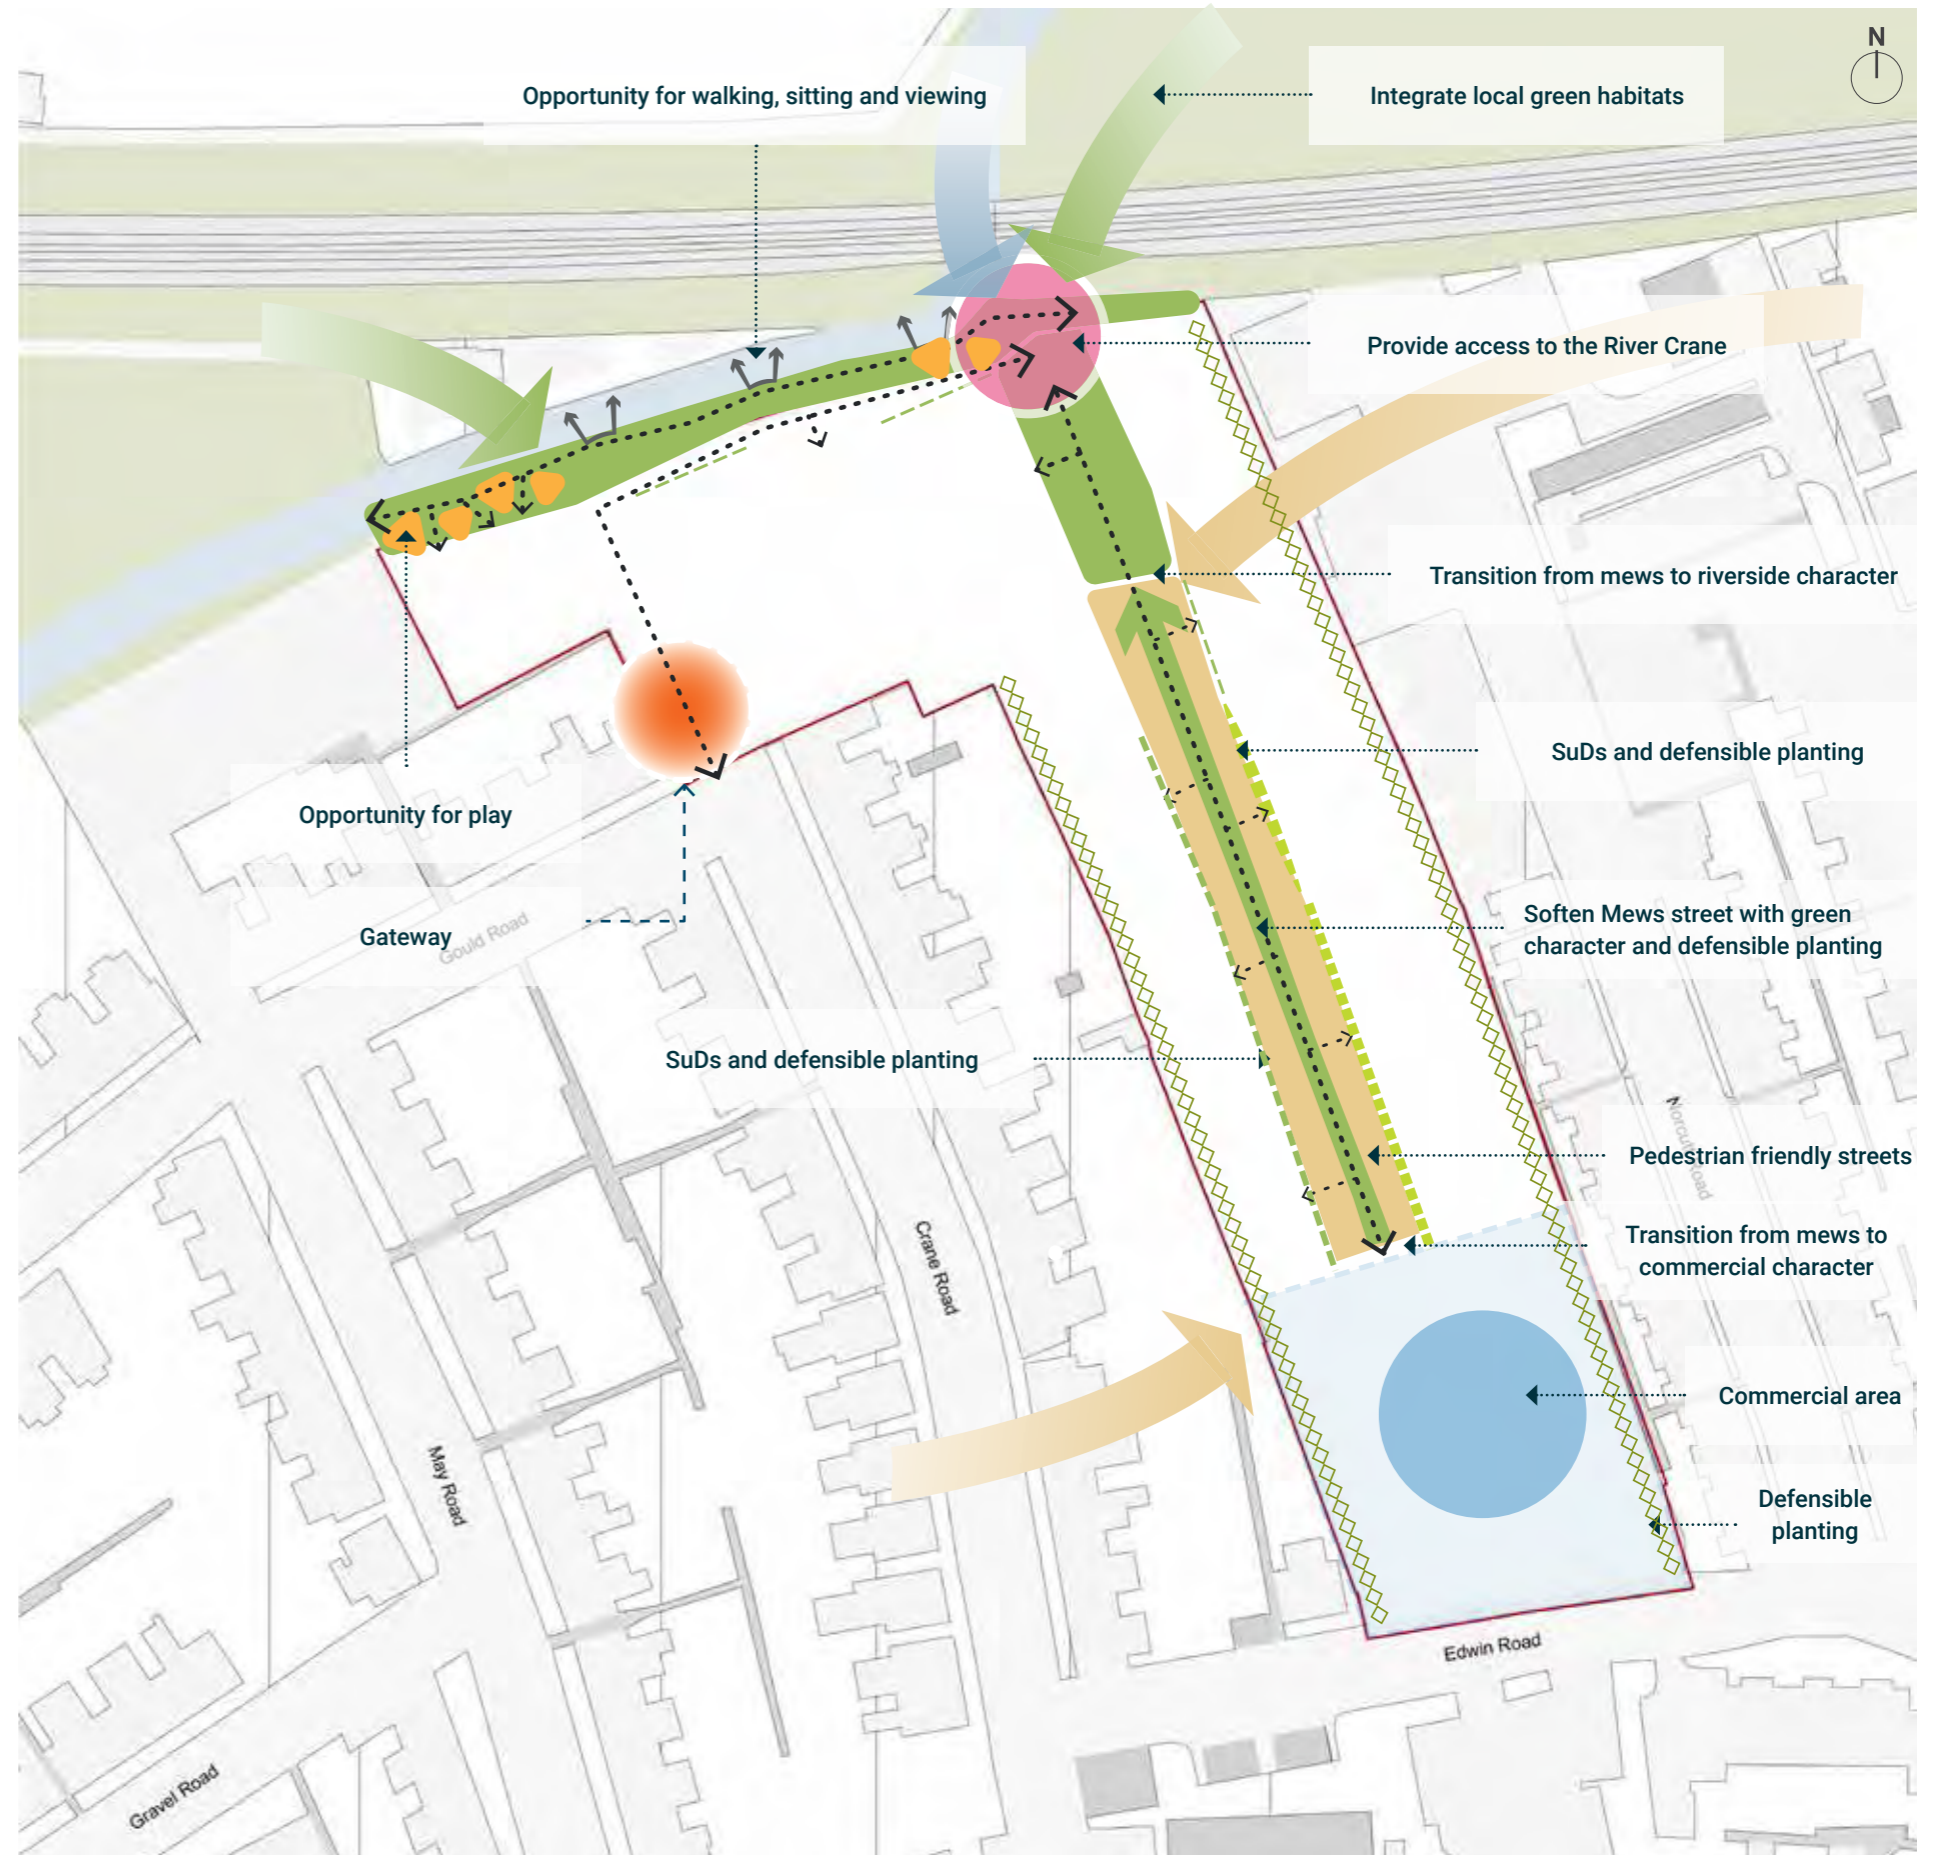 N
Opportunity for walking, sitting and viewing
Integrate local green habitats
Provide access to the River Crane
Transition from mews to riverside character
SuDs and defensible planting
Opportunity for play
Gateway
Gould Road
Soften Mews street with green
character and defensible planting
SuDs and defensible planting
Pedestrian friendly streets
Transition from mews to
commercial character
Crane Road
Commercial area
May Road
Defensible
planting
Edwin Road
Gravel Road